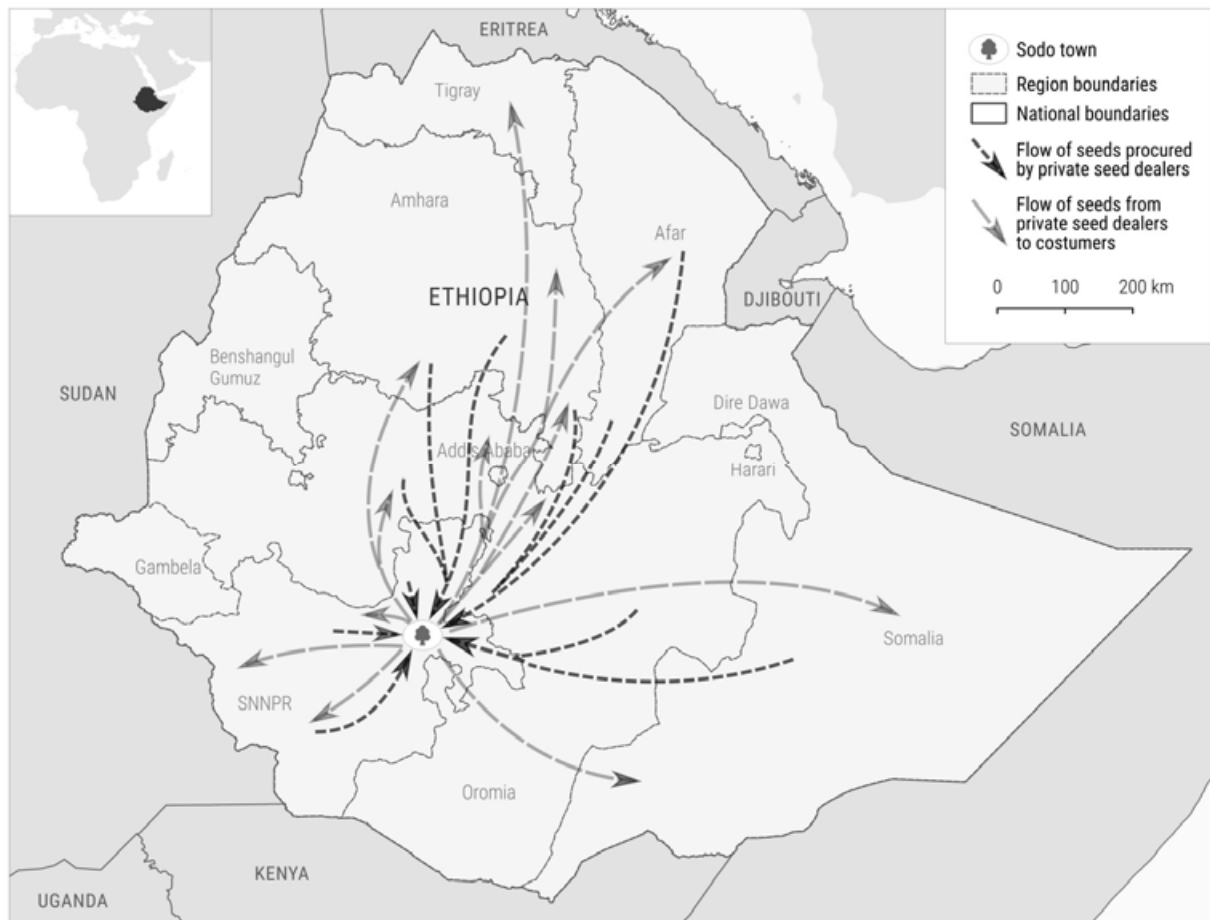 ERITREA
Tigray
Amhara
Afar
ETHIOPIA
DJIBOUTI
Benshangul
Gumuz
SUDAN
Dire Dawa
SOMALIA
Addis Ababa
Harari
Gambela
Somalia
SNNPR
Oromia
KENYA
UGANDA
Sodo town
Region boundaries
National boundaries
Flow of seeds procured
by private seed dealers
Flow of seeds from
private seed dealers
to costumers
0 100 200 km